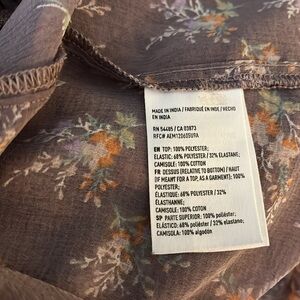 MADE IN INDIA / FABRIQUÉ EN INDE / HECHO
EN INDIA
RN 54485 / CA 03873
RFC# AEM120605U9A
EN TOP: 100% POLYESTER;
ELASTIC: 68% POLYESTER / 32% ELASTANE;
CAMISOLE: 100% COTTON
FR DESSUS (RELATIVE TO BOTTOM) / HAUT
(IF MEANT FOR A TOP, AS A GARMENT): 100%
POLYESTER;
ÉLASTIQUE: 68% POLYESTER / 32%
ÉLASTHANNE;
CAMISOLE: 100% COTON
SP PARTE SUPERIOR: 100% poliéster;
ELÁSTICO: 68% poliéster / 32% elastano;
CAMISOLA: 100% algodón